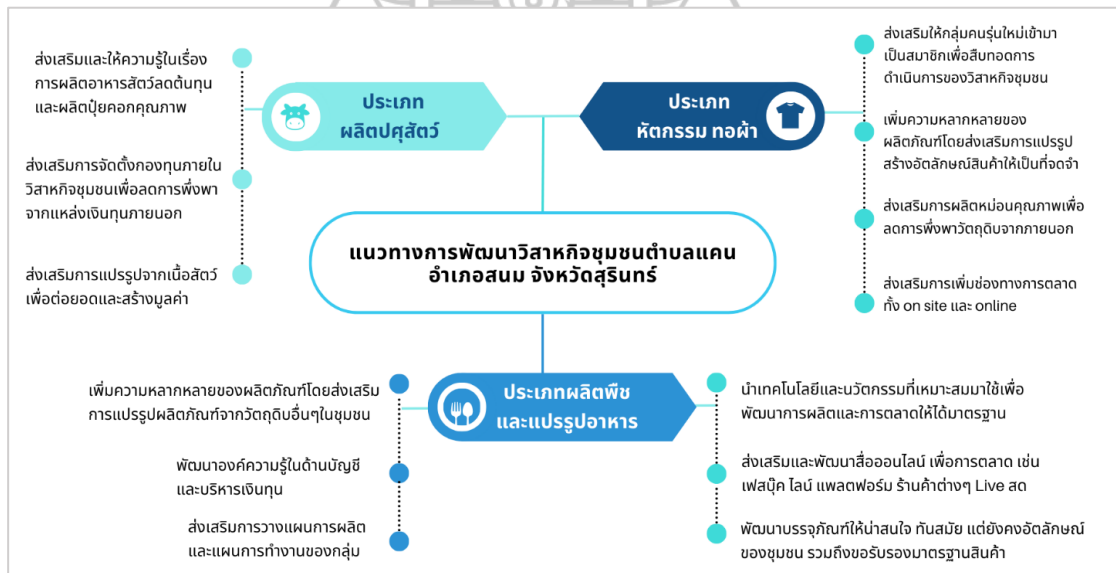 ส่งเสริมและให้ความรู้ในเรื่อง
การผลิตอาหารสัตว์ลดต้นทุน
และผลิตปุ๋ยคอกคุณภาพ
ส่งเสริมการจัดตั้งกองทุนภายใน
วิสาหกิจชุมชนเพื่อลดการพึ่งพา
จากแหล่งเงินทุนภายนอก
ส่งเสริมการแปรรูปจากเนื้อสัตว์
เพื่อต่อยอดและสร้างมูลค่า
ประเภท
ผลิตปศุสัตว์
ประเภท
หัตกรรม ทอผ้า
ส่งเสริมให้กลุ่มคนรุ่นใหม่เข้ามา
เป็นสมาชิกเพื่อสืบทอดการ
ดำเนินการของวิสาหกิจชุมชน
เพิ่มความหลากหลายของ
ผลิตภัณฑ์โดยส่งเสริมการแปรรูป
สร้างอัตลักษณ์สินค้าให้เป็นที่จดจำ
ส่งเสริมการผลิตหม่อนคุณภาพเพื่อ
ลดการพึ่งพาวัตถุดิบจากภายนอก
ส่งเสริมการเพิ่มช่องทางการตลาด
ทั้ง on site และ online
แนวทางการพัฒนาวิสาหกิจชุมชนตำบลแคน
อำเภอสนม จังหวัดสุรินทร์
ประเภทผลิตพืช
และแปรรูปอาหาร
เพิ่มความหลากหลายของผลิตภัณฑ์โดยส่งเสริม
การแปรรูปผลิตภัณฑ์จากวัตถุดิบอื่นๆในชุมชน
พัฒนาองค์ความรู้ในด้านบัญชี
และบริหารเงินทุน
ส่งเสริมการวางแผนการผลิต
และแผนการทำงานของกลุ่ม
นำเทคโนโลยีและนวัตกรรมที่เหมาะสมมาใช้เพื่อ
พัฒนาการผลิตและการตลาดให้ได้มาตรฐาน
ส่งเสริมและพัฒนาสื่อออนไลน์ เพื่อการตลาด เช่น
เฟสบุ๊ค ไลน์ แพลตฟอร์ม ร้านค้าต่างๆ Live สด
พัฒนาบรรจุภัณฑ์ให้น่าสนใจ ทันสมัย แต่ยังคงอัตลักษณ์
ของชุมชน รวมถึงขอรับรองมาตรฐานสินค้า